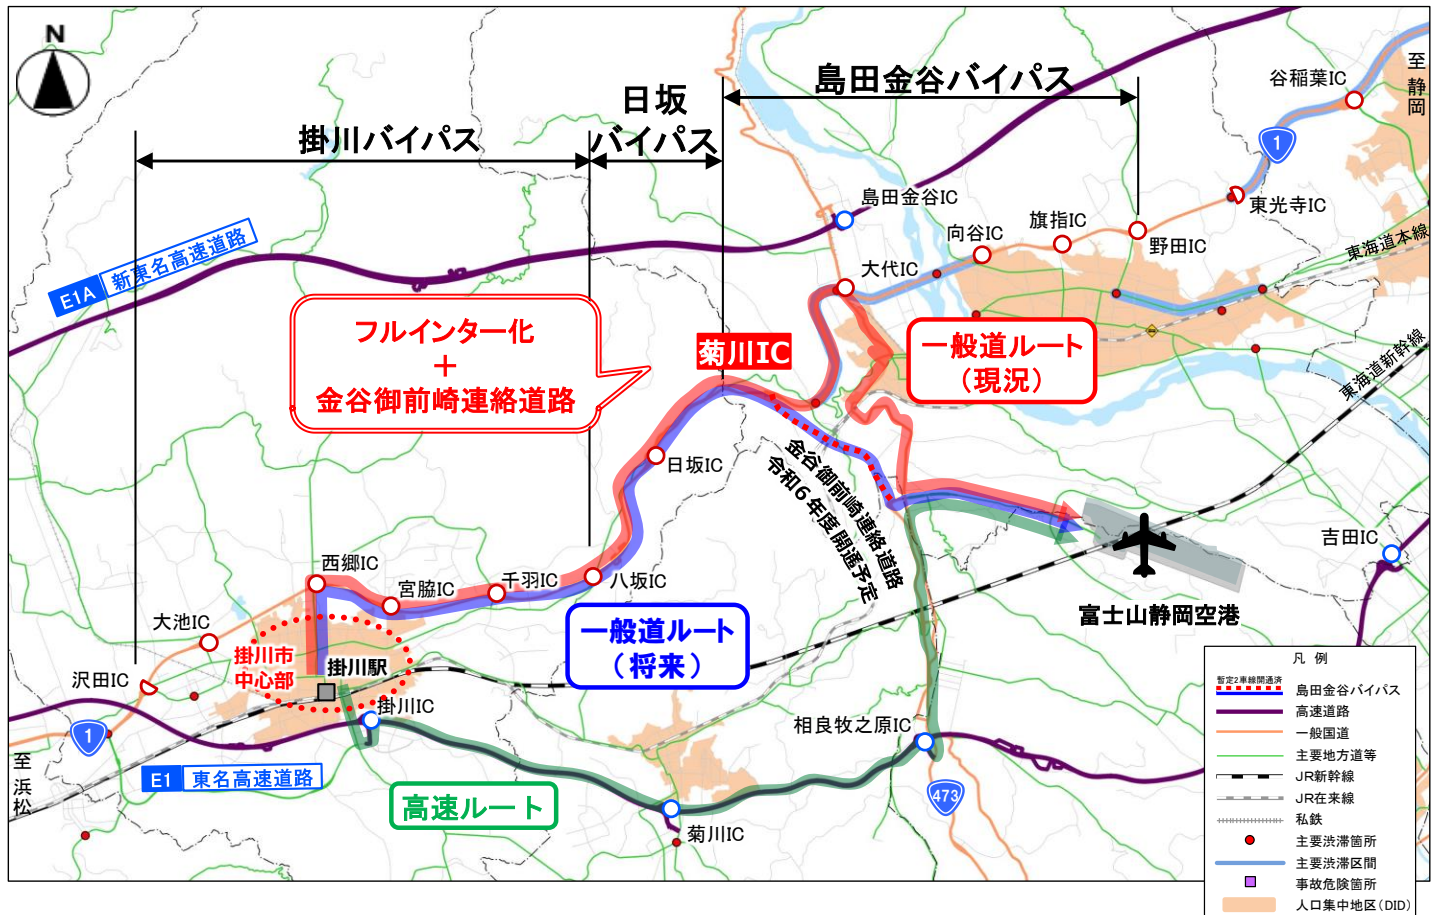 N
掛川バイパス
日坂
バイパス
島田金谷バイパス
谷稲葉IC
至静岡
1
東光寺IC
島田金谷IC
向谷IC
旗指IC
野田IC
東海道本線
大代IC
E1A 新東名高速道路
フルインター化
+
金谷御前崎連絡道路
菊川IC
一般道ルート
(現況)
東海道新幹線
日坂IC
金谷御前崎連絡道路
令和6年度開通予定
吉田IC
西郷IC
宮脇IC
千羽IC
八坂IC
富士山静岡空港
大池IC
掛川市
中心部
掛川駅
一般道ルート
(将来)
沢田IC
掛川IC
相良牧之原IC
1
至浜松
E1 東名高速道路
高速ルート
菊川IC
473
凡例
暫定2車線開通済
島田金谷バイパス
高速道路
一般国道
主要地方道等
JR新幹線
JR在来線
私鉄
主要渋滞箇所
主要渋滞区間
事故危険箇所
人口集中地区(DID)